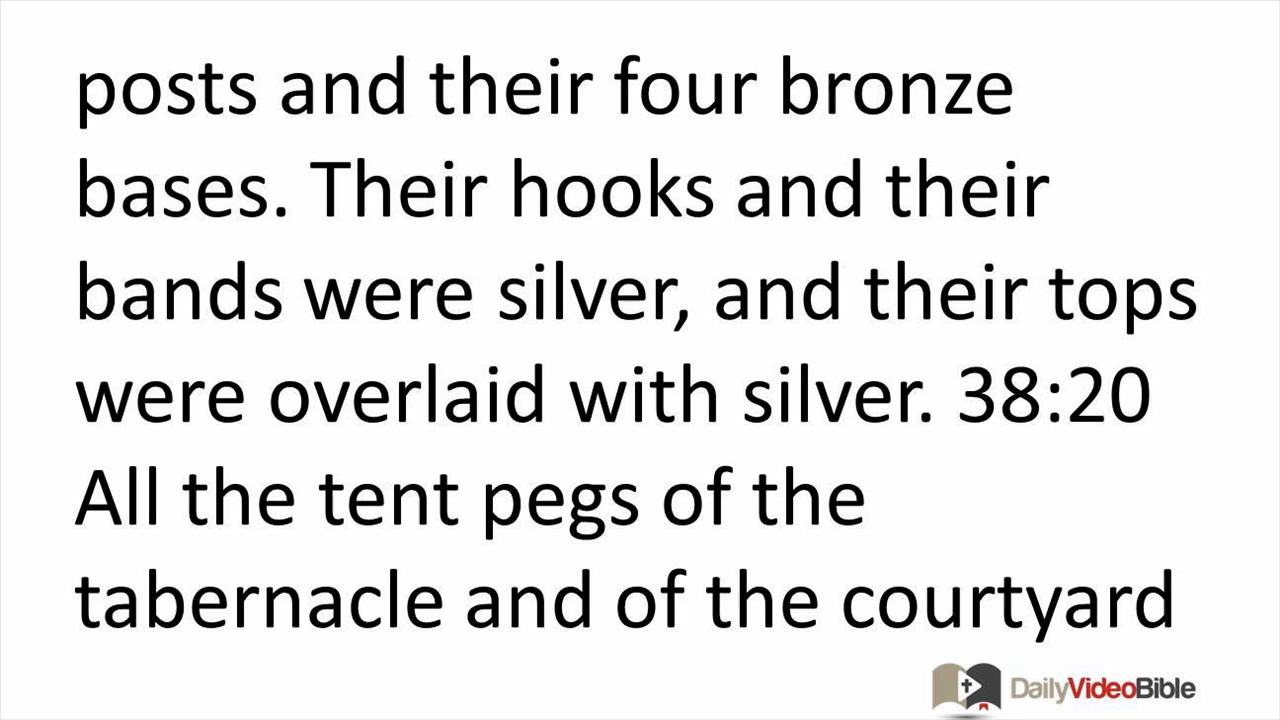 posts and their four bronze
bases. Their hooks and their
bands were silver, and their tops
were overlaid with silver. 38:20
All the tent pegs of the
tabernacle and of the courtyard
DailyVideoBible